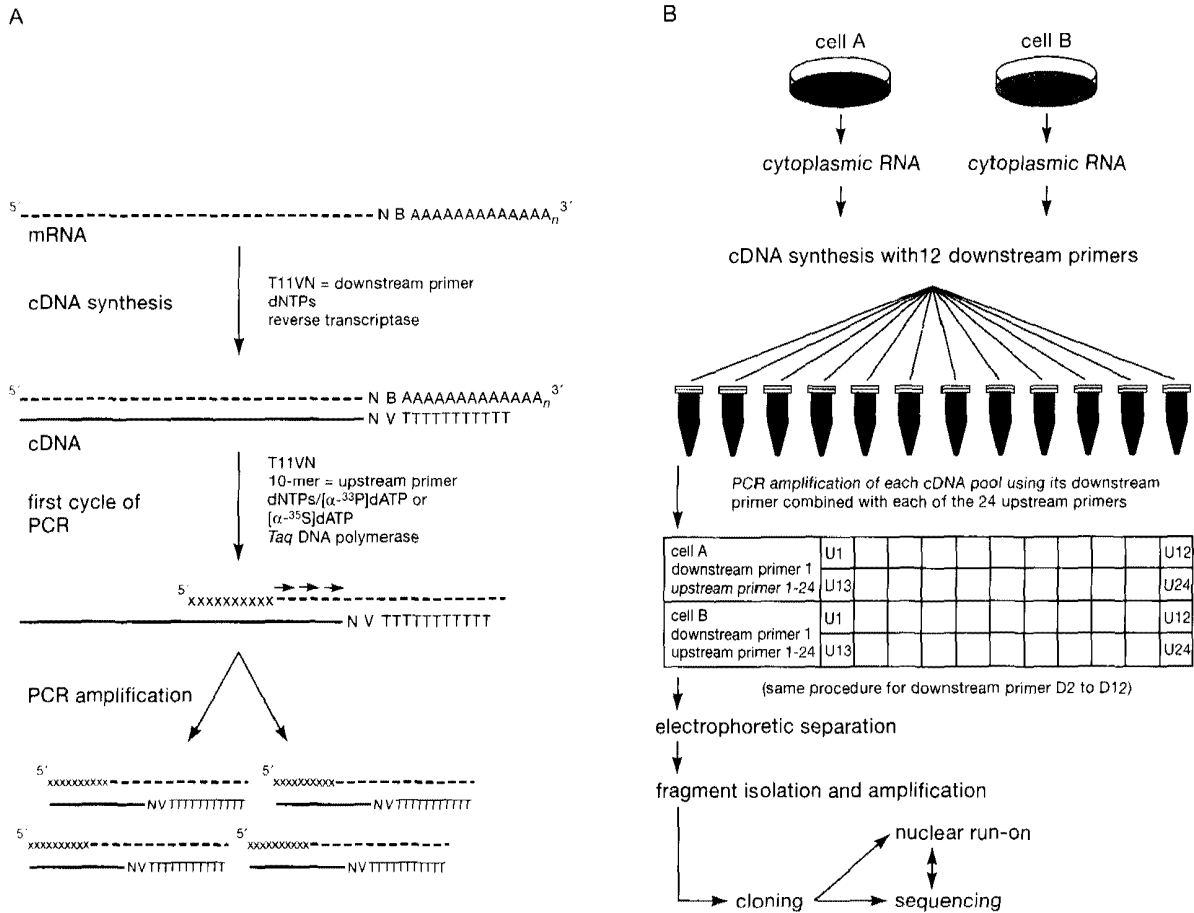 A
5´ N B AAAAAAAAAAAAAn 3´
mRNA
cDNA synthesis
T11VN = downstream primer
dNTPs
reverse transcriptase
5´ N B AAAAAAAAAAAAAn 3´
N V TTTTTTTTTTT
cDNA
first cycle of
PCR
T11VN
10-mer = upstream primer
dNTPs/[α-³³P]dATP or
[α-³⁵S]dATP
Taq DNA polymerase
5´
xxxxxxxxxx
N V TTTTTTTTTTT
PCR amplification
5´ 5´
xxxxxxxxxx xxxxxxxxxx
NVTTTTTTTTTTT NVTTTTTTTTTTT
5´ 5´
xxxxxxxxxx xxxxxxxxxx
NVTTTTTTTTTTT NVTTTTTTTTTTT
B
cell A cell B
cytoplasmic RNA cytoplasmic RNA
cDNA synthesis with12 downstream primers
PCR amplification of each cDNA pool using its downstream
primer combined with each of the 24 upstream primers
cell A U1 U12
downstream primer 1
upstream primer 1-24 U13 U24
cell B U1 U12
downstream primer 1
upstream primer 1-24 U13 U24
(same procedure for downstream primer D2 to D12)
electrophoretic separation
fragment isolation and amplification
nuclear run-on
cloning sequencing